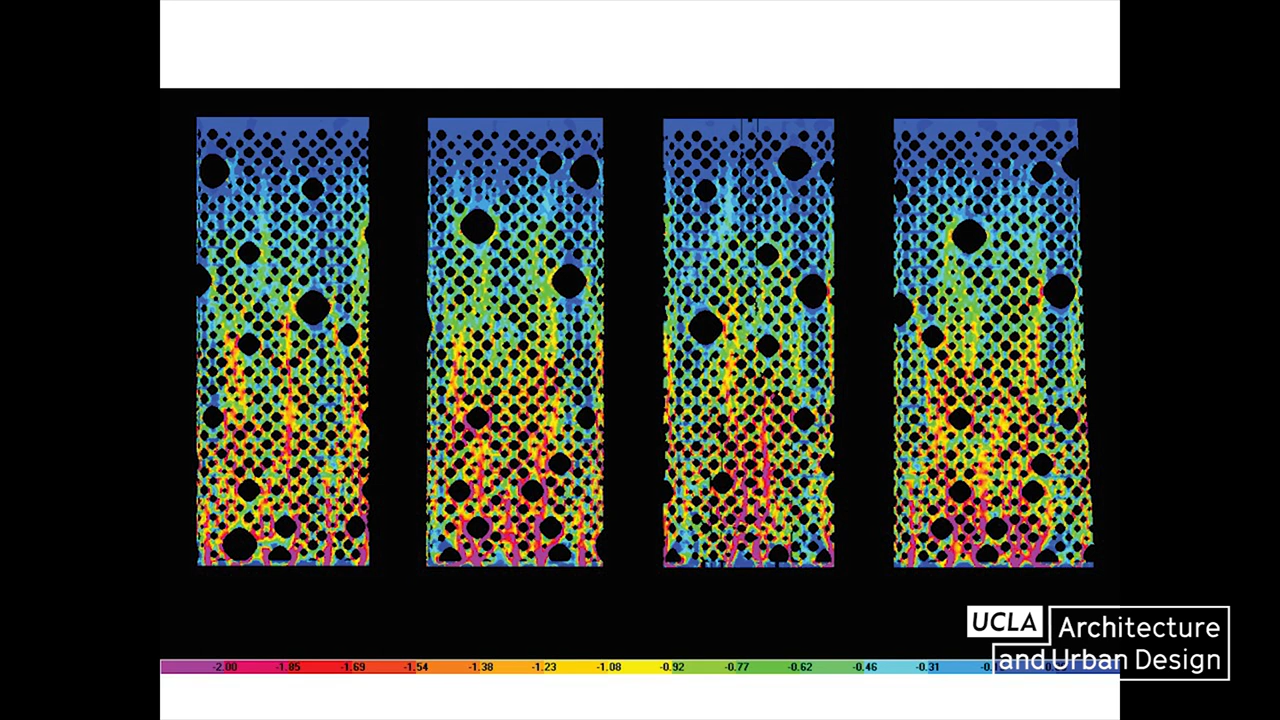 UCLA
Architecture
and Urban Design
-2.00 -1.85 -1.69 -1.54 -1.38 -1.23 -1.08 -0.92 -0.77 -0.62 -0.46 -0.31